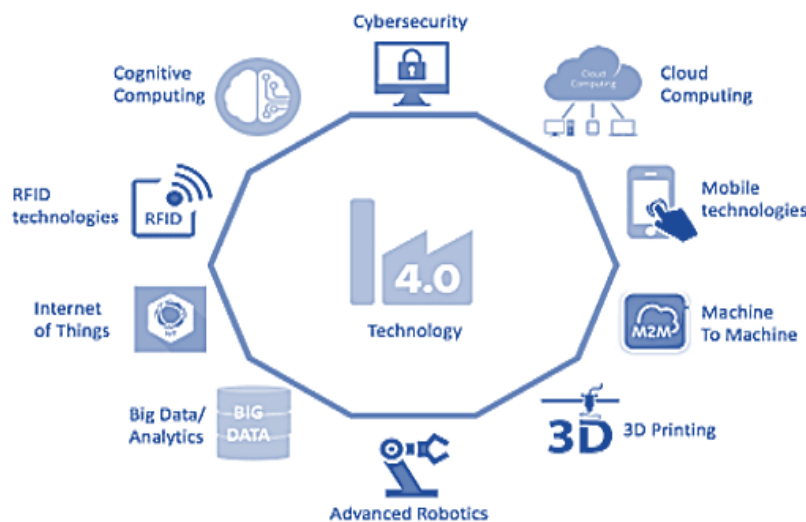 Cybersecurity
Cognitive
Computing
Cloud
Computing
Cloud
Computing
RFID
technologies
RFID
Mobile
technologies
4.0
Technology
Internet
of Things
IoT
M2M
Machine
To Machine
Big Data/
Analytics
BIG
DATA
3D
3D Printing
Advanced Robotics